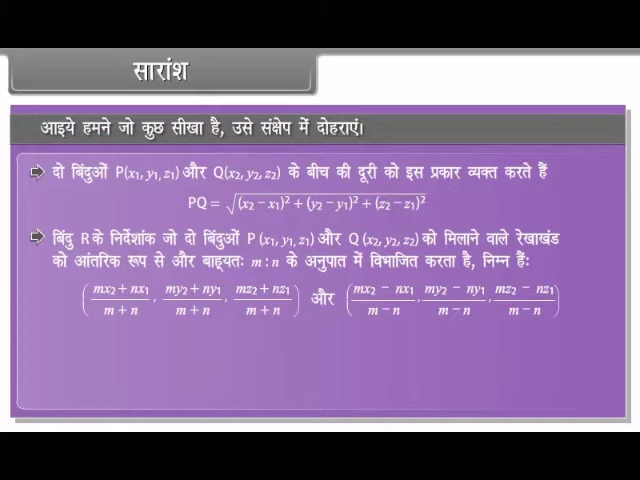 सारांश
आइये हमने जो कुछ सीखा है, उसे संक्षेप में दोहराएं।
⇒ दो बिंदुओं P(x₁, y₁, z₁) और Q(x₂, y₂, z₂) के बीच की दूरी को इस प्रकार व्यक्त करते हैं
PQ = √((x₂ − x₁)² + (y₂ − y₁)² + (z₂ − z₁)²)
⇒ बिंदु R के निर्देशांक जो दो बिंदुओं P (x₁, y₁, z₁) और Q (x₂, y₂, z₂) को मिलाने वाले रेखाखंड
को आंतरिक रूप से और बाह्यतः m : n के अनुपात में विभाजित करता है, निम्न हैं:
((mx₂ + nx₁)/(m + n), (my₂ + ny₁)/(m + n), (mz₂ + nz₁)/(m + n)) और ((mx₂ − nx₁)/(m − n), (my₂ − ny₁)/(m − n), (mz₂ − nz₁)/(m − n))